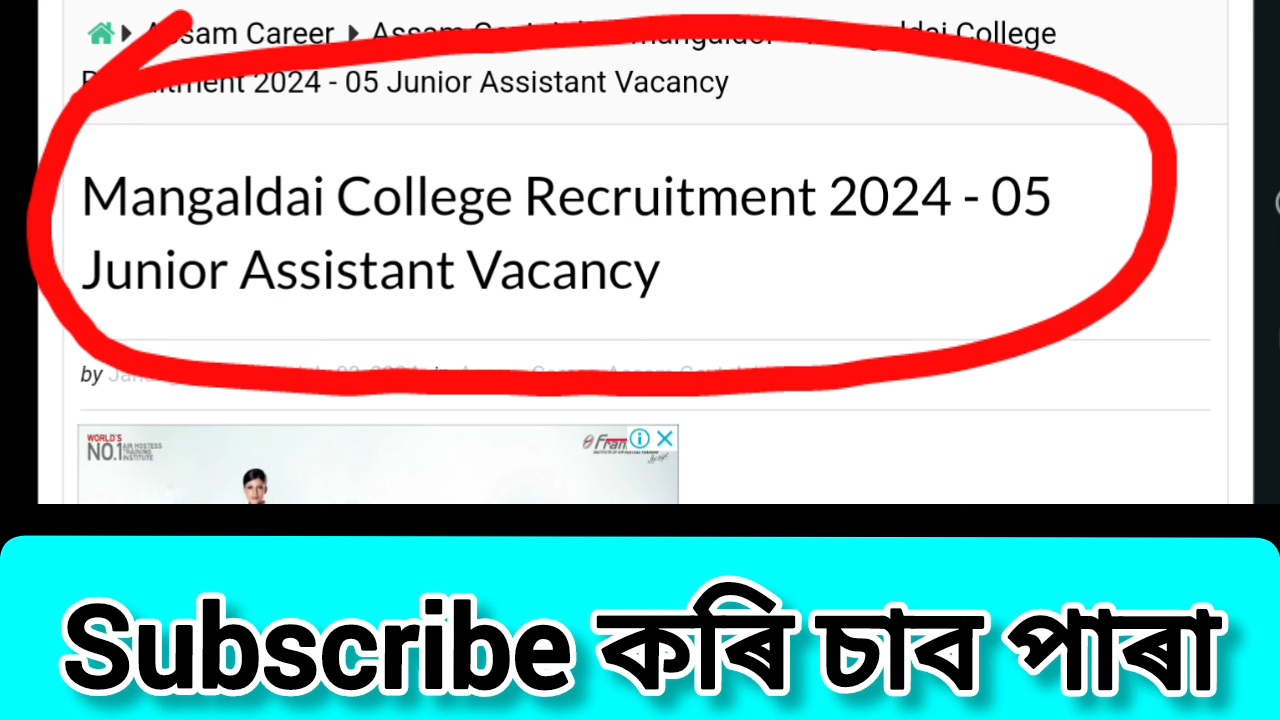 Assam Career Assam College
Recruitment 2024 - 05 Junior Assistant Vacancy
Mangaldai College Recruitment 2024 - 05
Junior Assistant Vacancy
by
WORLD'S
NO.1 AIR HOSTESS
TRAINING
INSTITUTE
Subscribe কৰি চাব পাৰা